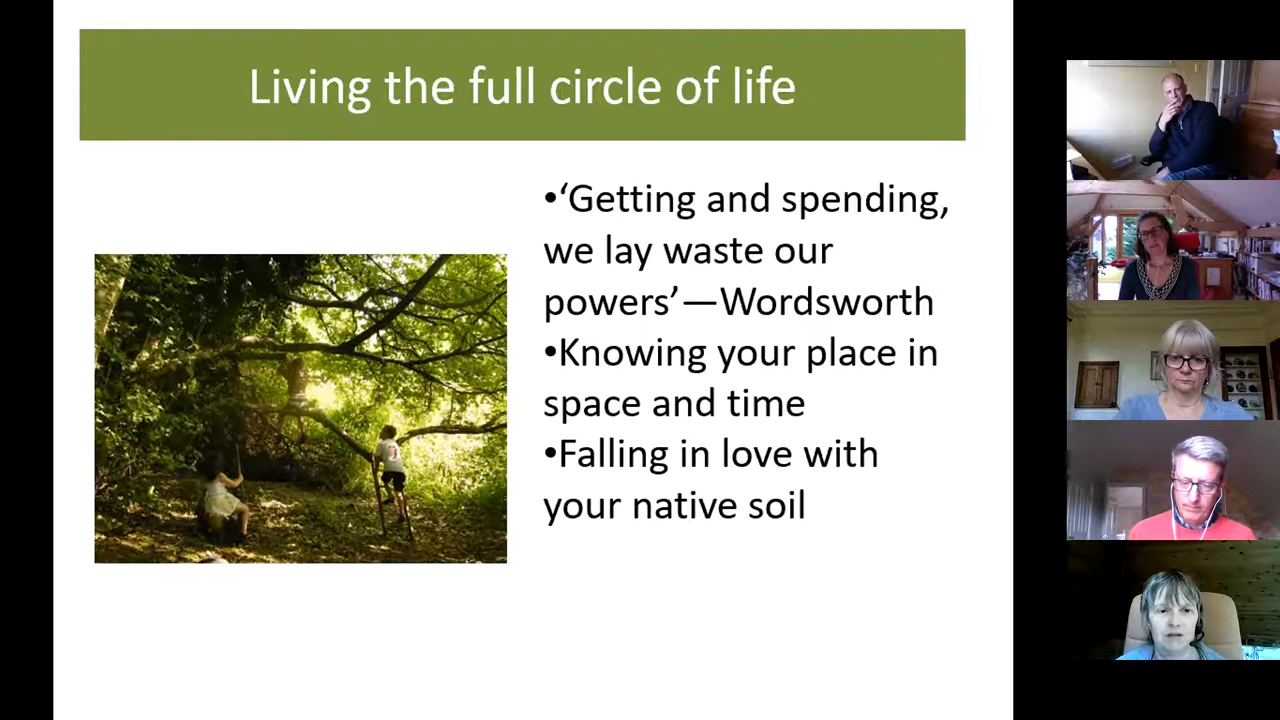 Living the full circle of life
•‘Getting and spending,
we lay waste our
powers’—Wordsworth
•Knowing your place in
space and time
•Falling in love with
your native soil